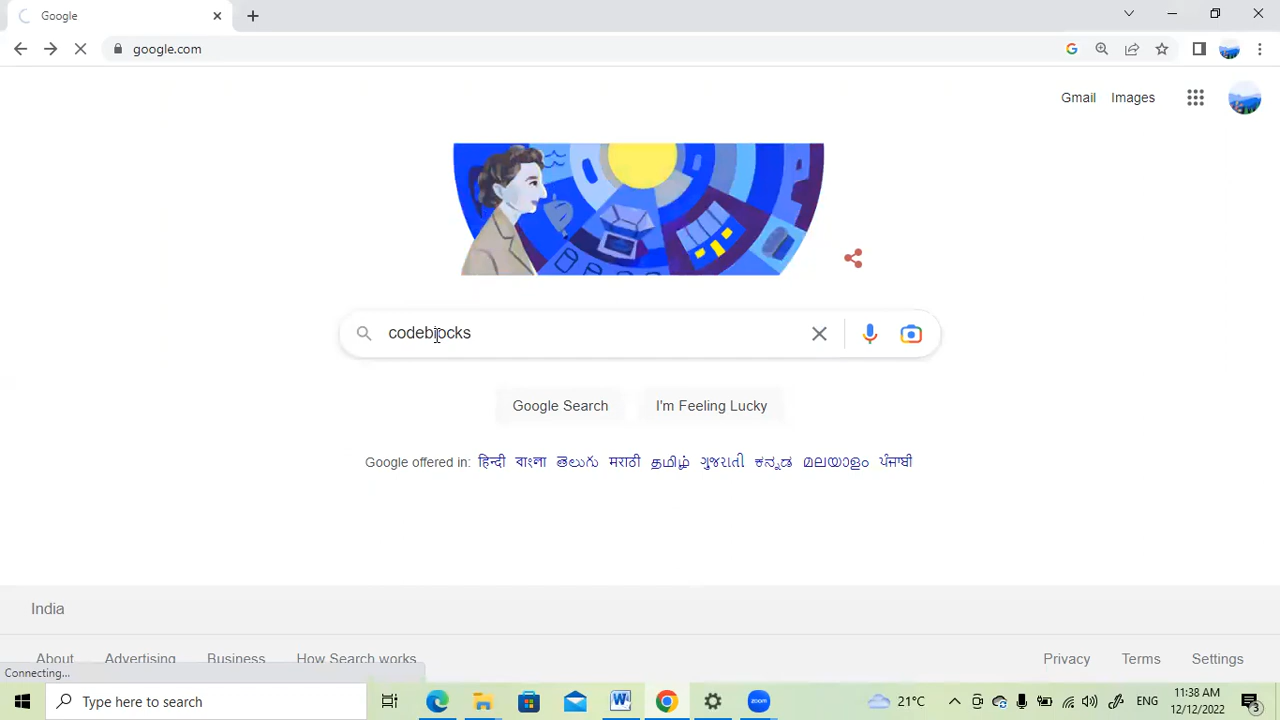 Google
google.com
Gmail Images
codeblocks
Google Search I'm Feeling Lucky
Google offered in: हिन्दी বাংলা తెలుగు मराठी தமிழ் ગુજરાતી ಕನ್ನಡ മലയാളം ਪੰਜਾਬੀ
India
About Advertising Business How Search works Privacy Terms Settings
Connecting...
Type here to search
21°C
ENG
11:38 AM
12/12/2022
3